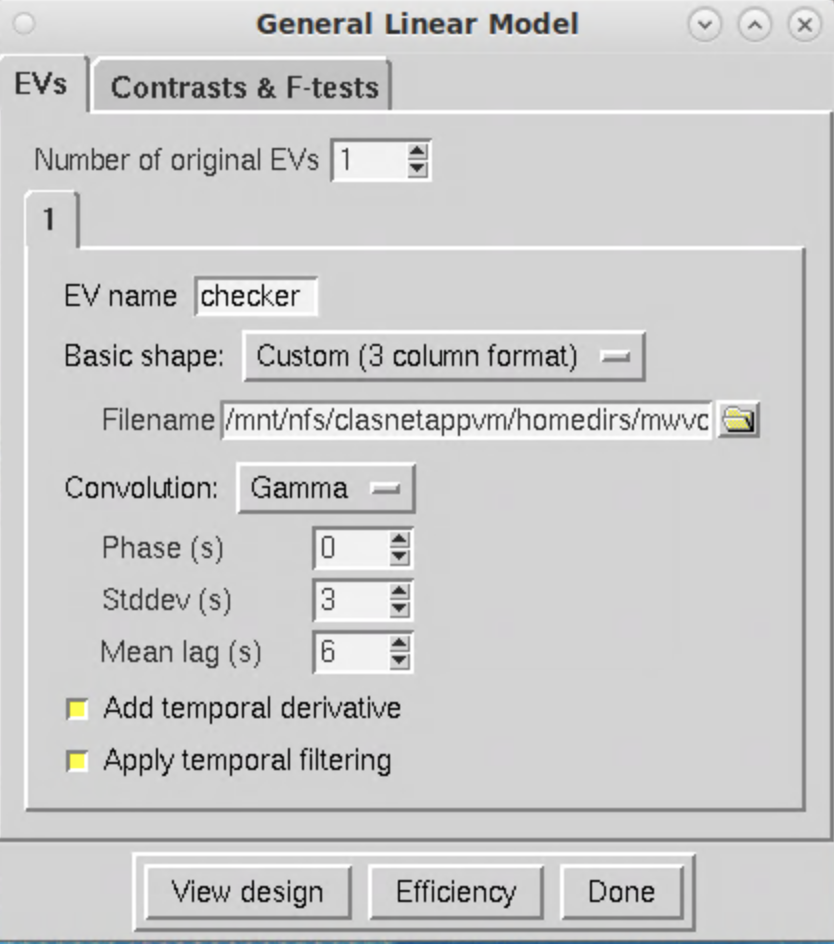 General Linear Model
EVs Contrasts & F-tests
Number of original EVs 1
1
EV name checker
Basic shape: Custom (3 column format)
Filename /mnt/nfs/clasnetappvm/homedirs/mwvc
Convolution: Gamma
Phase (s) 0
Stddev (s) 3
Mean lag (s) 6
Add temporal derivative
Apply temporal filtering
View design Efficiency Done